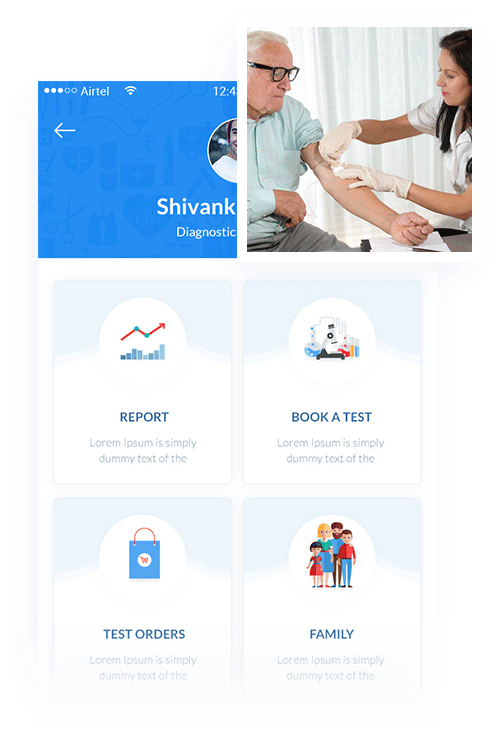 Airtel 12:48
Shivank
Diagnostic
REPORT
Lorem Ipsum is simply
dummy text of the
BOOK A TEST
Lorem Ipsum is simply
dummy text of the
TEST ORDERS
Lorem Ipsum is simply
dummy text of the
FAMILY
Lorem Ipsum is simply
dummy text of the